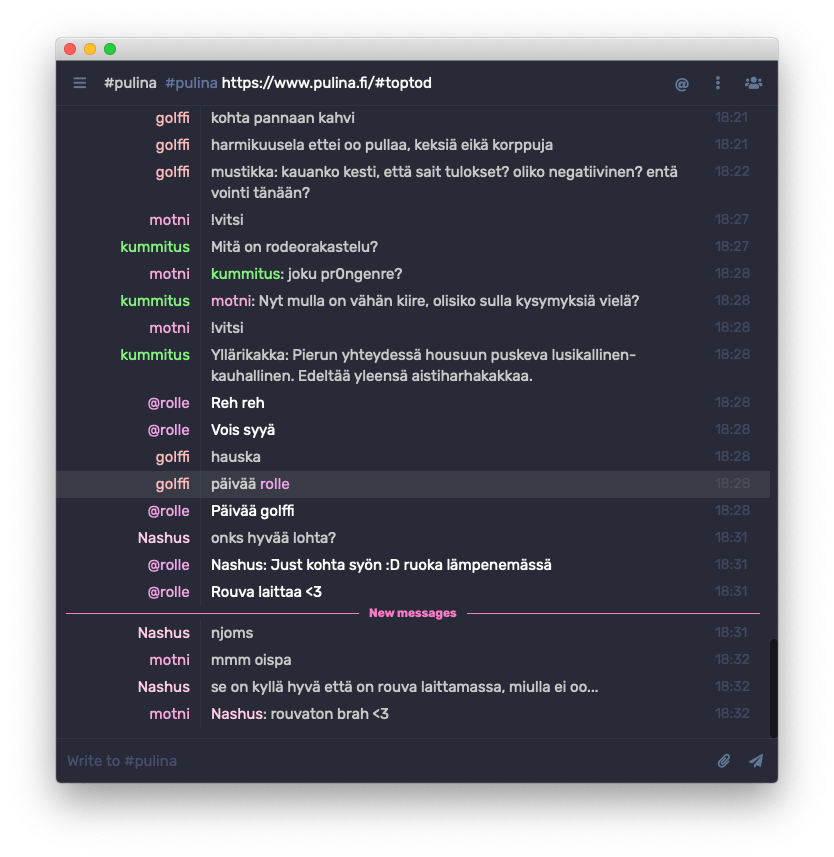 #pulina #pulina https://www.pulina.fi/#toptod @
golffi kohta pannaan kahvi 18:21
golffi harmikuusela ettei oo pullaa, keksiä eikä korppuja 18:21
golffi mustikka: kauanko kesti, että sait tulokset? oliko negatiivinen? entä 18:22
vointi tänään?
motni !vitsi 18:27
kummitus Mitä on rodeorakastelu? 18:27
motni kummitus: joku pr0ngenre? 18:28
kummitus motni: Nyt mulla on vähän kiire, olisiko sulla kysymyksiä vielä? 18:28
motni !vitsi 18:28
kummitus Yllärikakka: Pierun yhteydessä housuun puskeva lusikallinen- 18:28
kauhallinen. Edeltää yleensä aistiharhakakkaa.
@rolle Reh reh 18:28
@rolle Vois syyä 18:28
golffi hauska 18:28
golffi päivää rolle 18:28
@rolle Päivää golffi 18:28
Nashus onks hyvää lohta? 18:31
@rolle Nashus: Just kohta syön :D ruoka lämpenemässä 18:31
@rolle Rouva laittaa <3 18:31
New messages
Nashus njoms 18:31
motni mmm oispa 18:32
Nashus se on kyllä hyvä että on rouva laittamassa, miulla ei oo... 18:32
motni Nashus: rouvaton brah <3 18:32
Write to #pulina